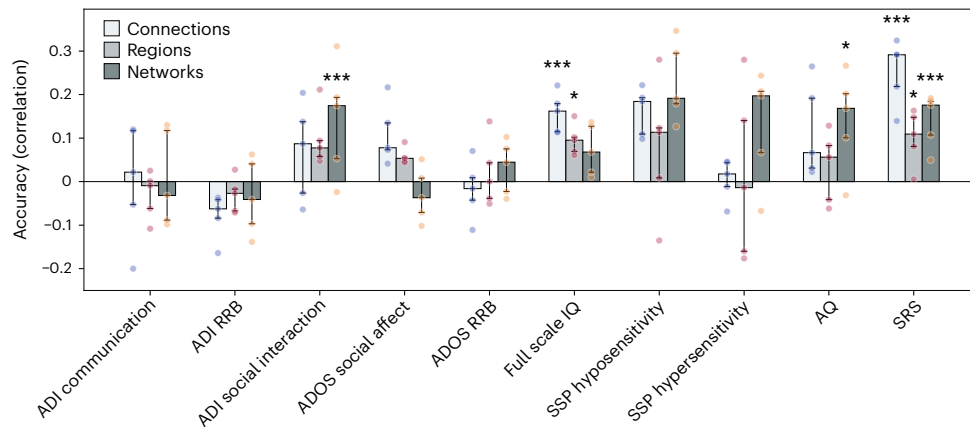 Connections
Regions
Networks
Accuracy (correlation)
0.3
0.2
0.1
0
−0.1
−0.2
***
***
*
*
***
*
***
ADI communication
ADI RRB
ADI social interaction
ADOS social affect
ADOS RRB
Full scale IQ
SSP hyposensitivity
SSP hypersensitivity
AQ
SRS